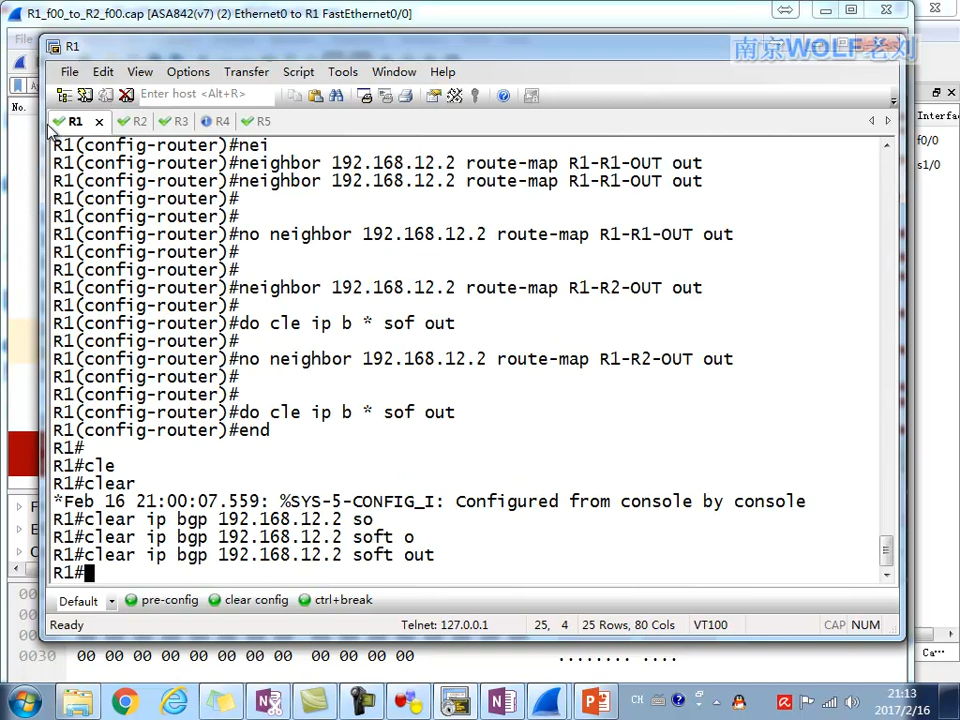 R1_f00_to_R2_f00.cap [ASA842(v7) (2) Ethernet0 to R1 FastEthernet0/0]
R1
南京WOLF老刘
File Edit View Options Transfer Script Tools Window Help
Enter host <Alt+R>
R1 R2 R3 R4 R5
No.
Interfa
f0/0
s1/0
R1(config-router)#nei
R1(config-router)#neighbor 192.168.12.2 route-map R1-R1-OUT out
R1(config-router)#neighbor 192.168.12.2 route-map R1-R1-OUT out
R1(config-router)#
R1(config-router)#
R1(config-router)#no neighbor 192.168.12.2 route-map R1-R1-OUT out
R1(config-router)#
R1(config-router)#
R1(config-router)#neighbor 192.168.12.2 route-map R1-R2-OUT out
R1(config-router)#
R1(config-router)#do cle ip b * sof out
R1(config-router)#
R1(config-router)#no neighbor 192.168.12.2 route-map R1-R2-OUT out
R1(config-router)#
R1(config-router)#
R1(config-router)#do cle ip b * sof out
R1(config-router)#end
R1#
R1#cle
R1#clear
*Feb 16 21:00:07.559: %SYS-5-CONFIG_I: Configured from console by console
R1#clear ip bgp 192.168.12.2 so
R1#clear ip bgp 192.168.12.2 soft o
R1#clear ip bgp 192.168.12.2 soft out
R1#
Default pre-config clear config ctrl+break
Ready Telnet: 127.0.0.1 25, 4 25 Rows, 80 Cols VT100 CAP NUM
0030 00 00 00 00 00 00 00 00 00 00 00 00 ........ ....
Ca…
CH
21:13
2017/2/16